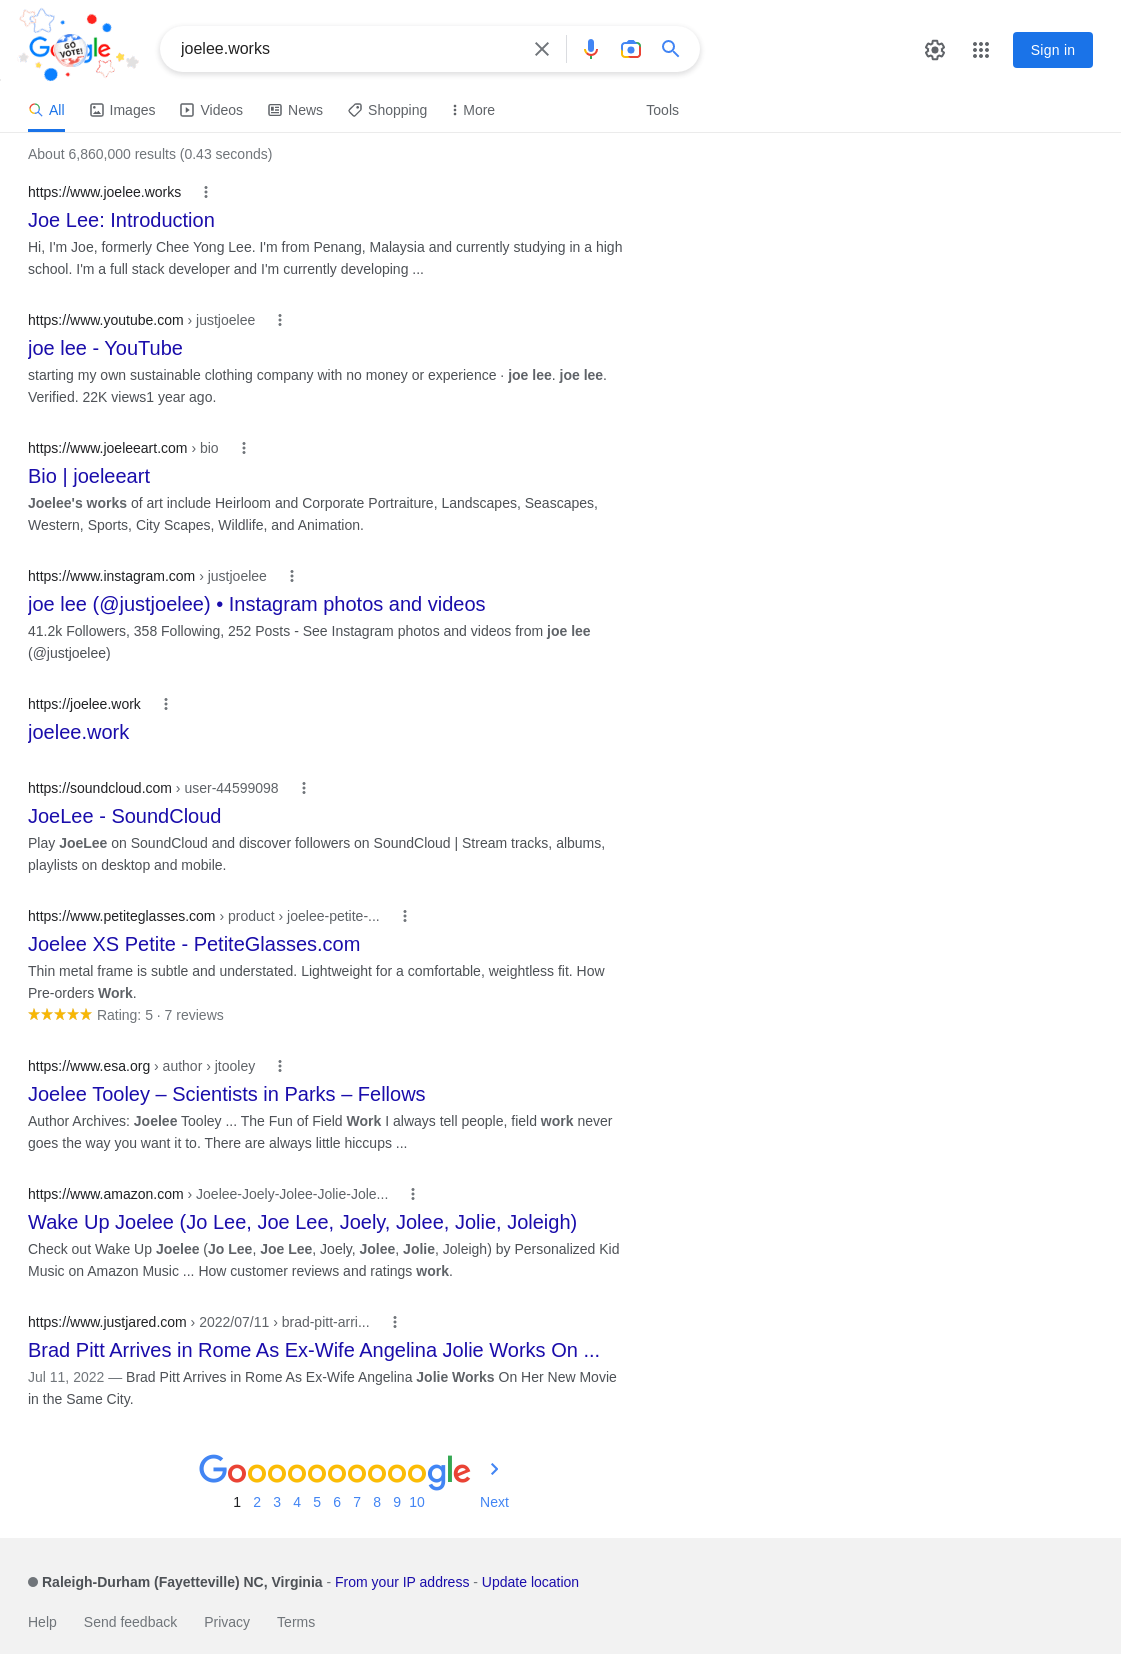 GO VOTE!
joelee.works
Sign in
All Images Videos News Shopping More Tools
About 6,860,000 results (0.43 seconds)
https://www.joelee.works
Joe Lee: Introduction
Hi, I'm Joe, formerly Chee Yong Lee. I'm from Penang, Malaysia and currently studying in a high
school. I'm a full stack developer and I'm currently developing ...
https://www.youtube.com › justjoelee
joe lee - YouTube
starting my own sustainable clothing company with no money or experience · joe lee. joe lee.
Verified. 22K views1 year ago.
https://www.joeleeart.com › bio
Bio | joeleeart
Joelee's works of art include Heirloom and Corporate Portraiture, Landscapes, Seascapes,
Western, Sports, City Scapes, Wildlife, and Animation.
https://www.instagram.com › justjoelee
joe lee (@justjoelee) • Instagram photos and videos
41.2k Followers, 358 Following, 252 Posts - See Instagram photos and videos from joe lee
(@justjoelee)
https://joelee.work
joelee.work
https://soundcloud.com › user-44599098
JoeLee - SoundCloud
Play JoeLee on SoundCloud and discover followers on SoundCloud | Stream tracks, albums,
playlists on desktop and mobile.
https://www.petiteglasses.com › product › joelee-petite-...
Joelee XS Petite - PetiteGlasses.com
Thin metal frame is subtle and understated. Lightweight for a comfortable, weightless fit. How
Pre-orders Work.
Rating: 5 · 7 reviews
https://www.esa.org › author › jtooley
Joelee Tooley – Scientists in Parks – Fellows
Author Archives: Joelee Tooley ... The Fun of Field Work I always tell people, field work never
goes the way you want it to. There are always little hiccups ...
https://www.amazon.com › Joelee-Joely-Jolee-Jolie-Jole...
Wake Up Joelee (Jo Lee, Joe Lee, Joely, Jolee, Jolie, Joleigh)
Check out Wake Up Joelee (Jo Lee, Joe Lee, Joely, Jolee, Jolie, Joleigh) by Personalized Kid
Music on Amazon Music ... How customer reviews and ratings work.
https://www.justjared.com › 2022/07/11 › brad-pitt-arri...
Brad Pitt Arrives in Rome As Ex-Wife Angelina Jolie Works On ...
Jul 11, 2022 — Brad Pitt Arrives in Rome As Ex-Wife Angelina Jolie Works On Her New Movie
in the Same City.
Goooooooooogle
1 2 3 4 5 6 7 8 9 10 Next
Raleigh-Durham (Fayetteville) NC, Virginia - From your IP address - Update location
Help Send feedback Privacy Terms